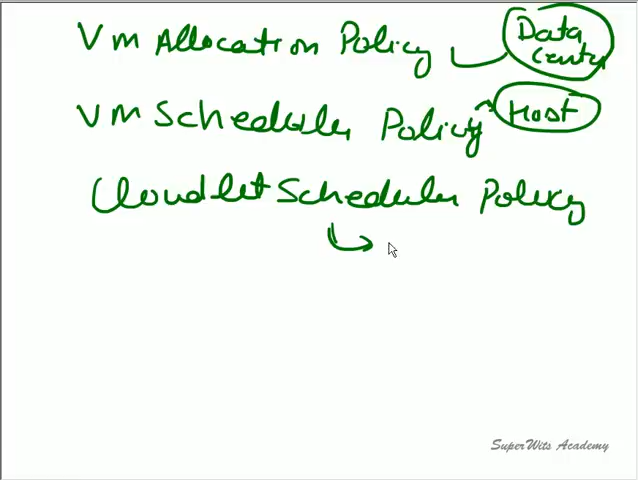 Vm Allocation Policy Data Center
VM Scheduler Policy Host
Cloudlet Scheduler Policy
SuperWits Academy